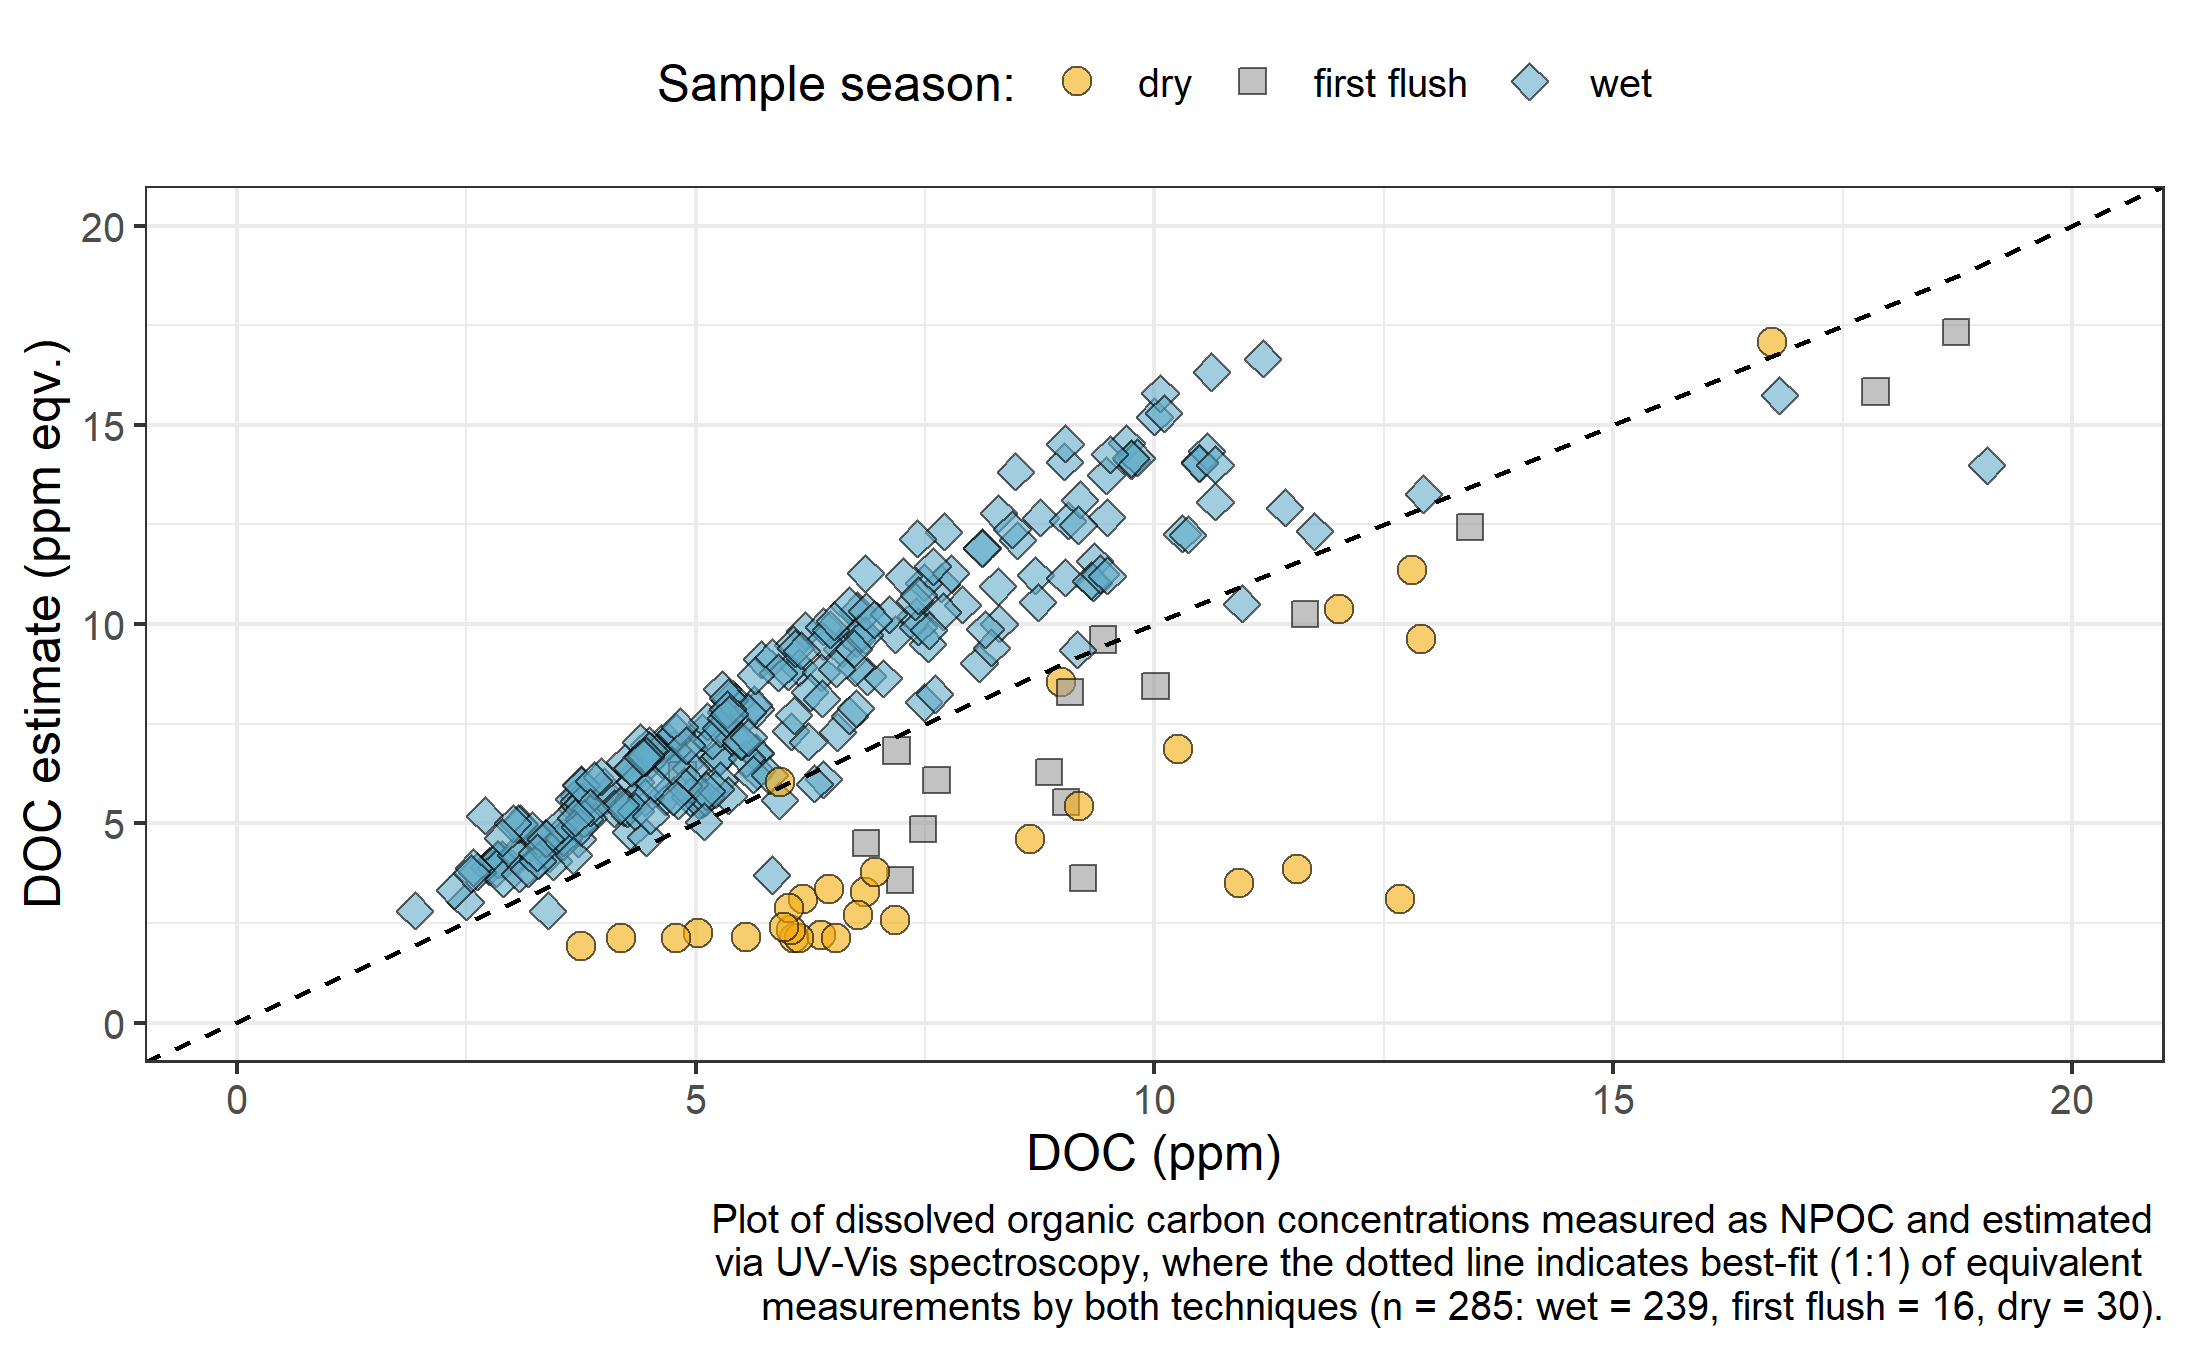 Sample season: dry first flush wet
20
15
10
5
0
DOC estimate (ppm eqv.)
0 5 10 15 20
DOC (ppm)
Plot of dissolved organic carbon concentrations measured as NPOC and estimated
via UV-Vis spectroscopy, where the dotted line indicates best-fit (1:1) of equivalent
measurements by both techniques (n = 285: wet = 239, first flush = 16, dry = 30).